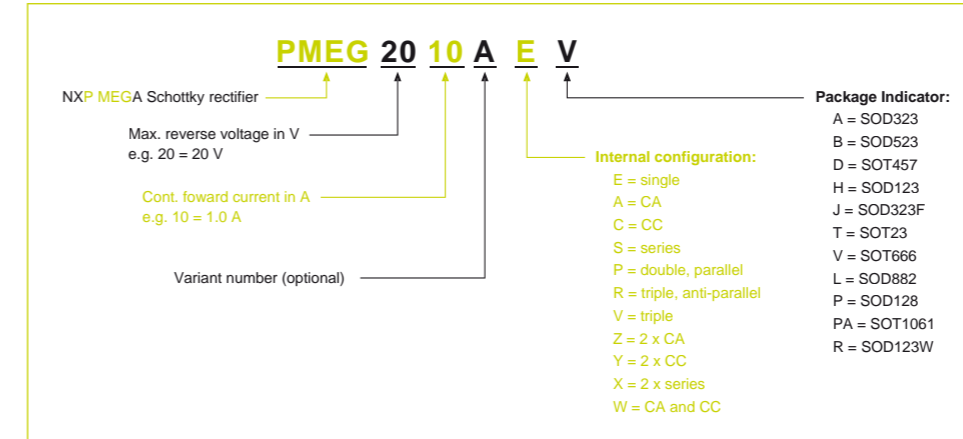 PMEG 20 10 A E V
NXP MEGA Schottky rectifier
Max. reverse voltage in V
e.g. 20 = 20 V
Cont. foward current in A
e.g. 10 = 1.0 A
Variant number (optional)
Internal configuration:
E = single
A = CA
C = CC
S = series
P = double, parallel
R = triple, anti-parallel
V = triple
Z = 2 x CA
Y = 2 x CC
X = 2 x series
W = CA and CC
Package Indicator:
A = SOD323
B = SOD523
D = SOT457
H = SOD123
J = SOD323F
T = SOT23
V = SOT666
L = SOD882
P = SOD128
PA = SOT1061
R = SOD123W